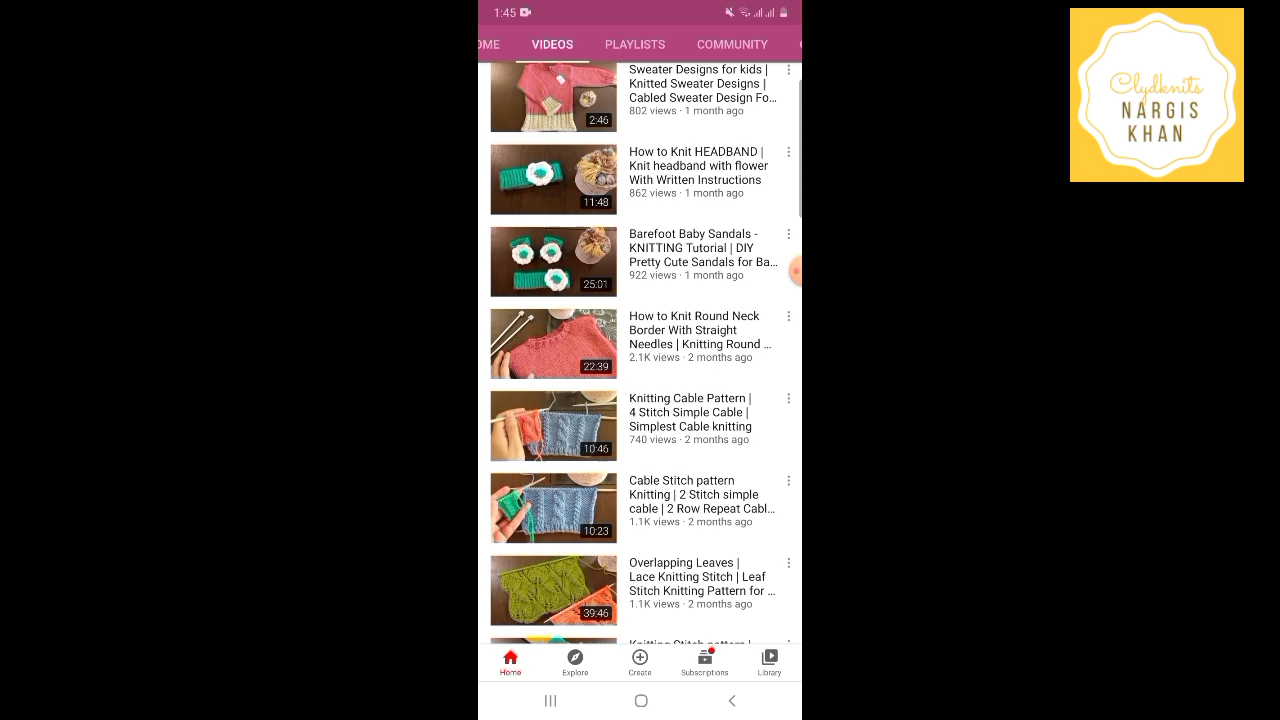 1:45
OME VIDEOS PLAYLISTS COMMUNITY
Sweater Designs for kids |
Knitted Sweater Designs |
Cabled Sweater Design Fo...
802 views · 1 month ago
2:46
How to Knit HEADBAND |
Knit headband with flower
With Written Instructions
862 views · 1 month ago
11:48
Barefoot Baby Sandals -
KNITTING Tutorial | DIY
Pretty Cute Sandals for Ba...
922 views · 1 month ago
25:01
How to Knit Round Neck
Border With Straight
Needles | Knitting Round ...
2.1K views · 2 months ago
22:39
Knitting Cable Pattern |
4 Stitch Simple Cable |
Simplest Cable knitting
740 views · 2 months ago
10:46
Cable Stitch pattern
Knitting | 2 Stitch simple
cable | 2 Row Repeat Cabl...
1.1K views · 2 months ago
10:23
Overlapping Leaves |
Lace Knitting Stitch | Leaf
Stitch Knitting Pattern for ...
1.1K views · 2 months ago
39:46
Knitting Stitch pattern |
Home Explore Create Subscriptions Library
Clydknits
NARGIS
KHAN